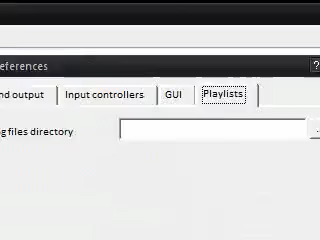 eferences ?
nd output Input controllers GUI Playlists
g files directory ...